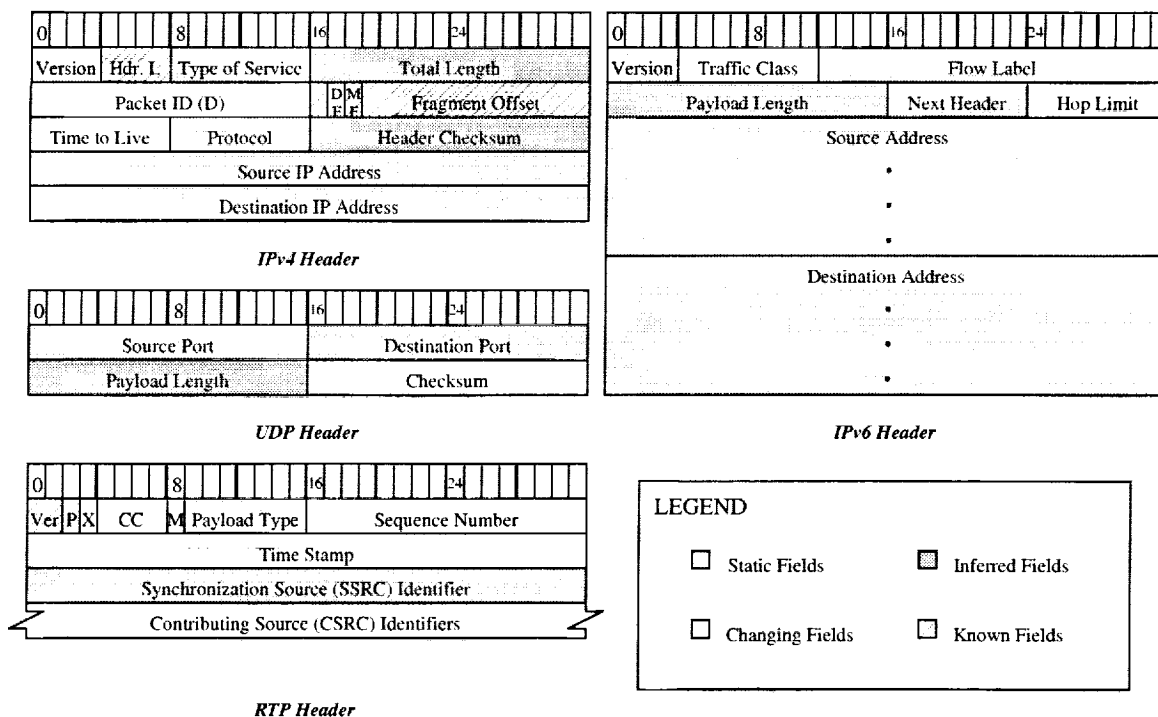 0 8 16 24
Version Hdr. L Type of Service Total Length
Packet ID (D) D F M F Fragment Offset
Time to Live Protocol Header Checksum
Source IP Address
Destination IP Address
IPv4 Header
0 8 16 24
Source Port Destination Port
Payload Length Checksum
UDP Header
0 8 16 24
Ver P X CC M Payload Type Sequence Number
Time Stamp
Synchronization Source (SSRC) Identifier
Contributing Source (CSRC) Identifiers
RTP Header
0 8 16 24
Version Traffic Class Flow Label
Payload Length Next Header Hop Limit
Source Address
Destination Address
IPv6 Header
LEGEND
Static Fields Inferred Fields
Changing Fields Known Fields